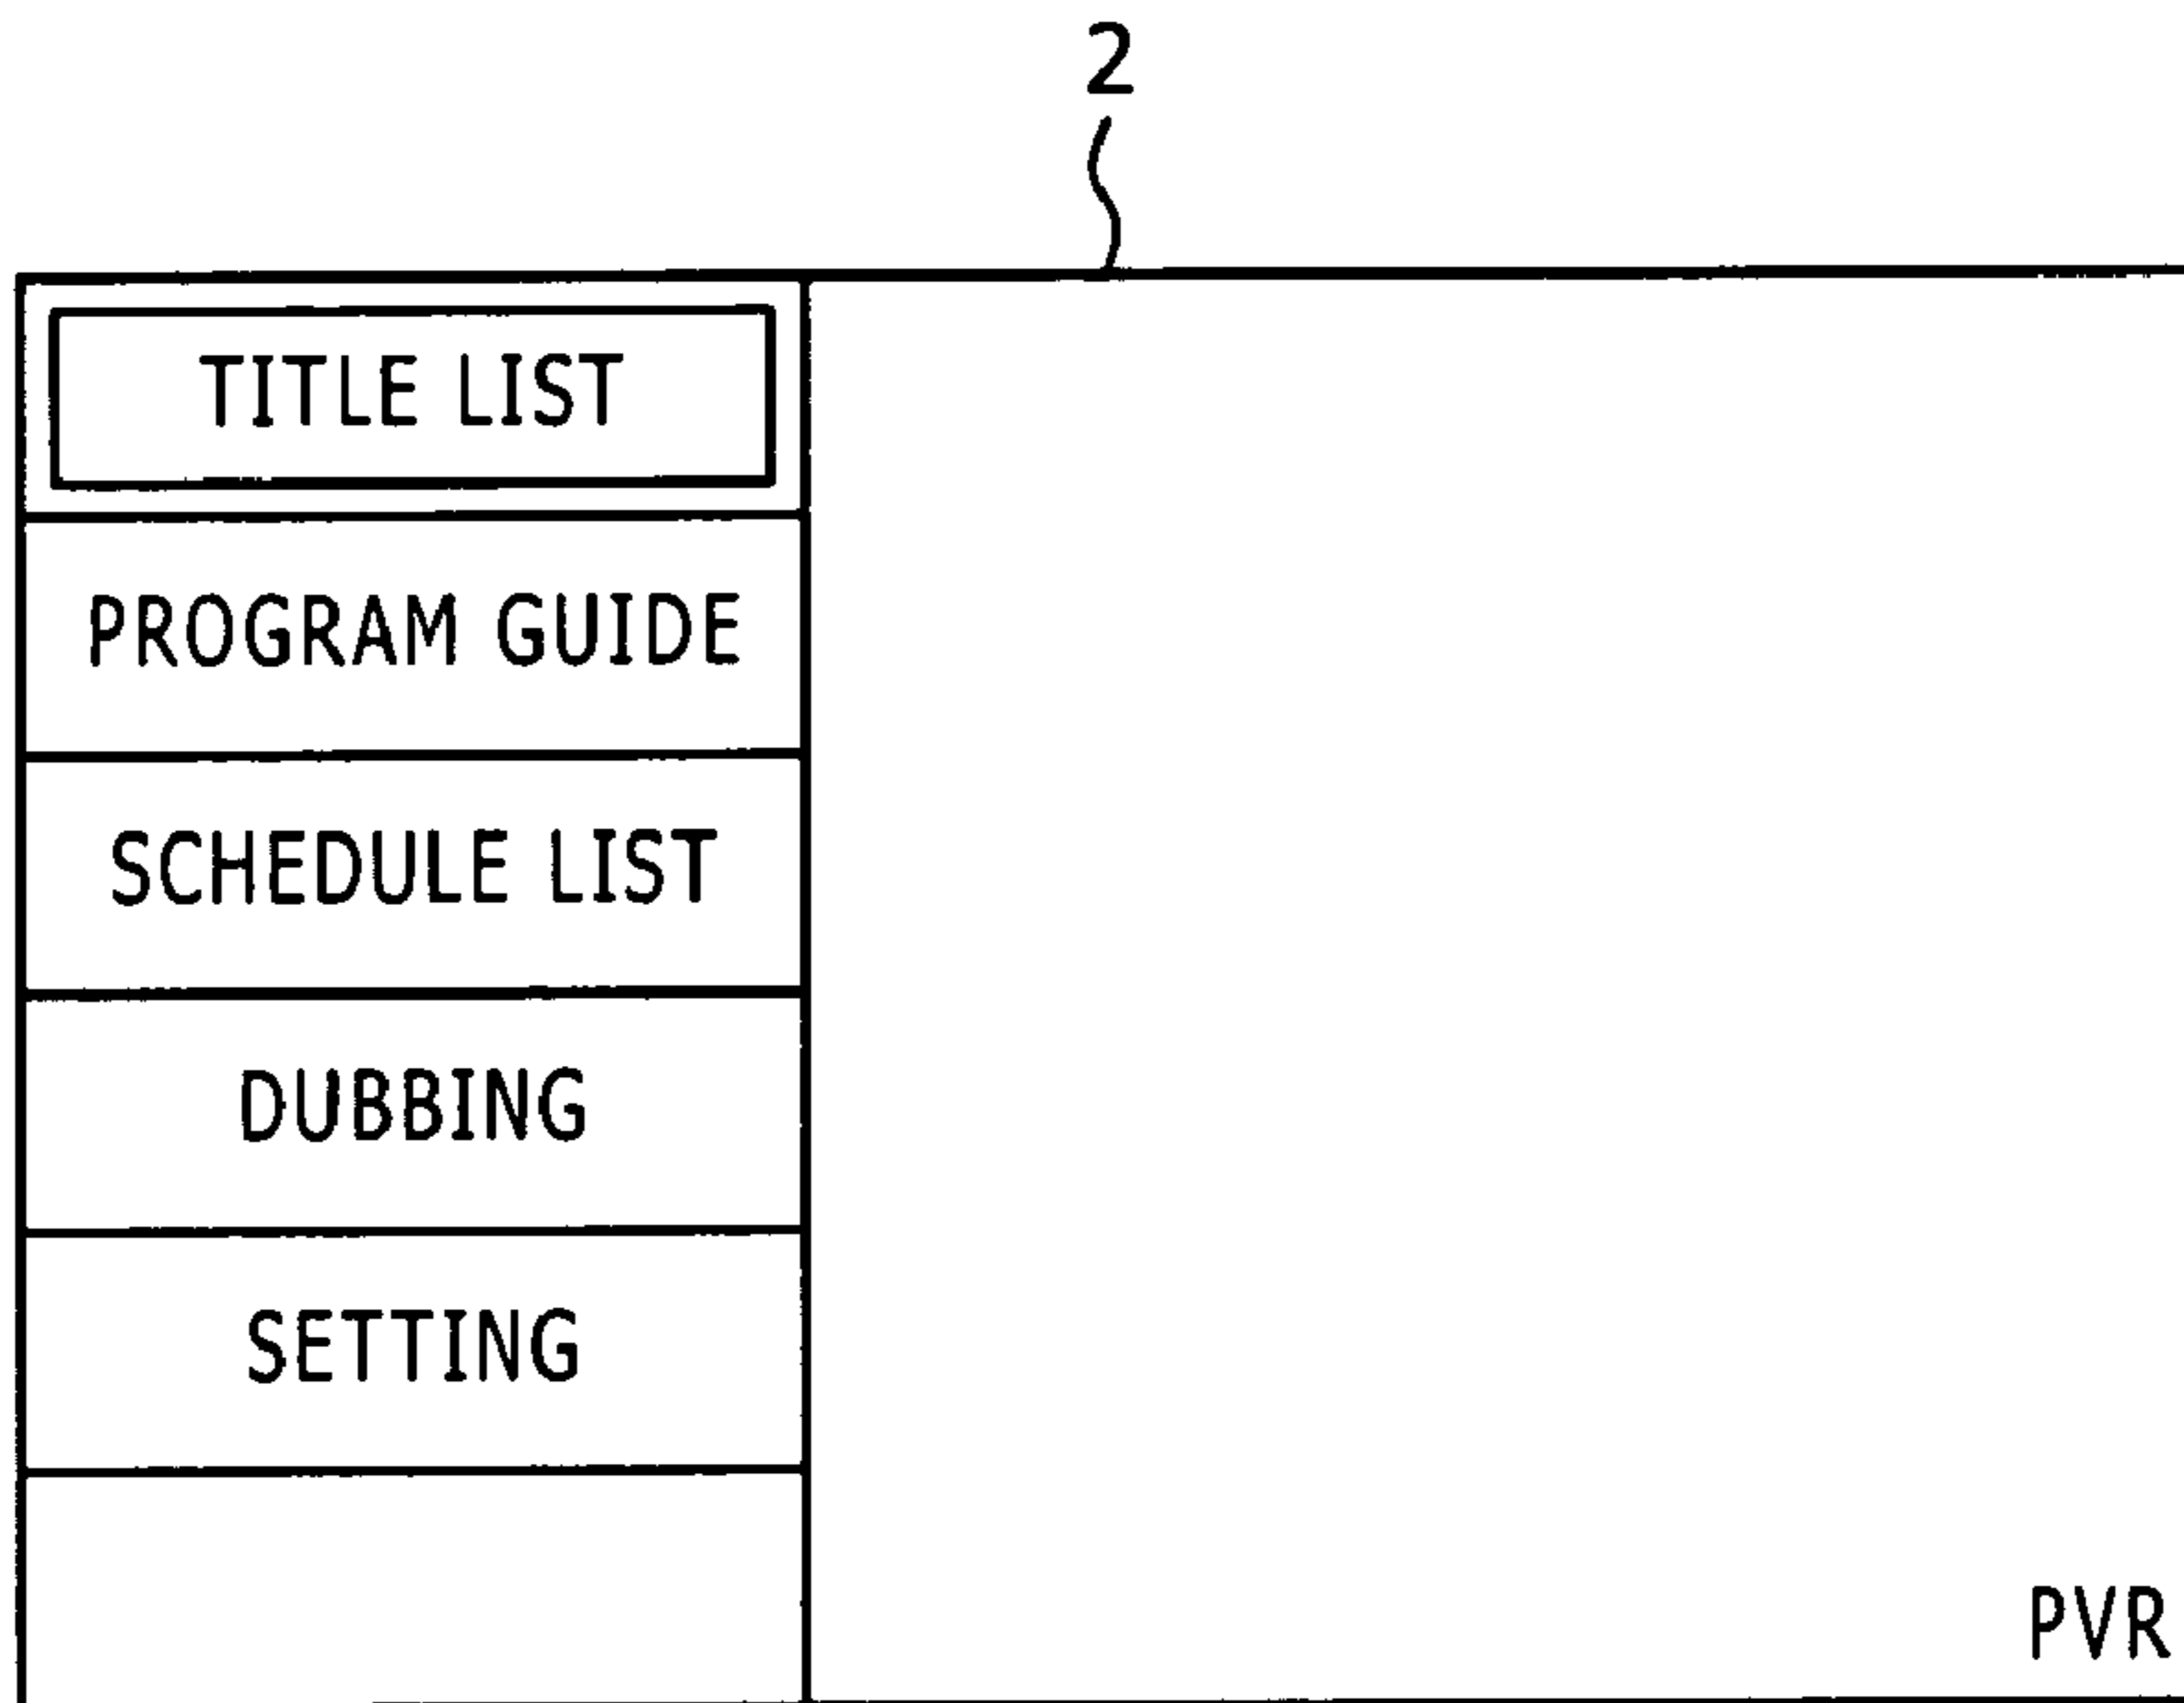 2
TITLE LIST
PROGRAM GUIDE
SCHEDULE LIST
DUBBING
SETTING
PVR